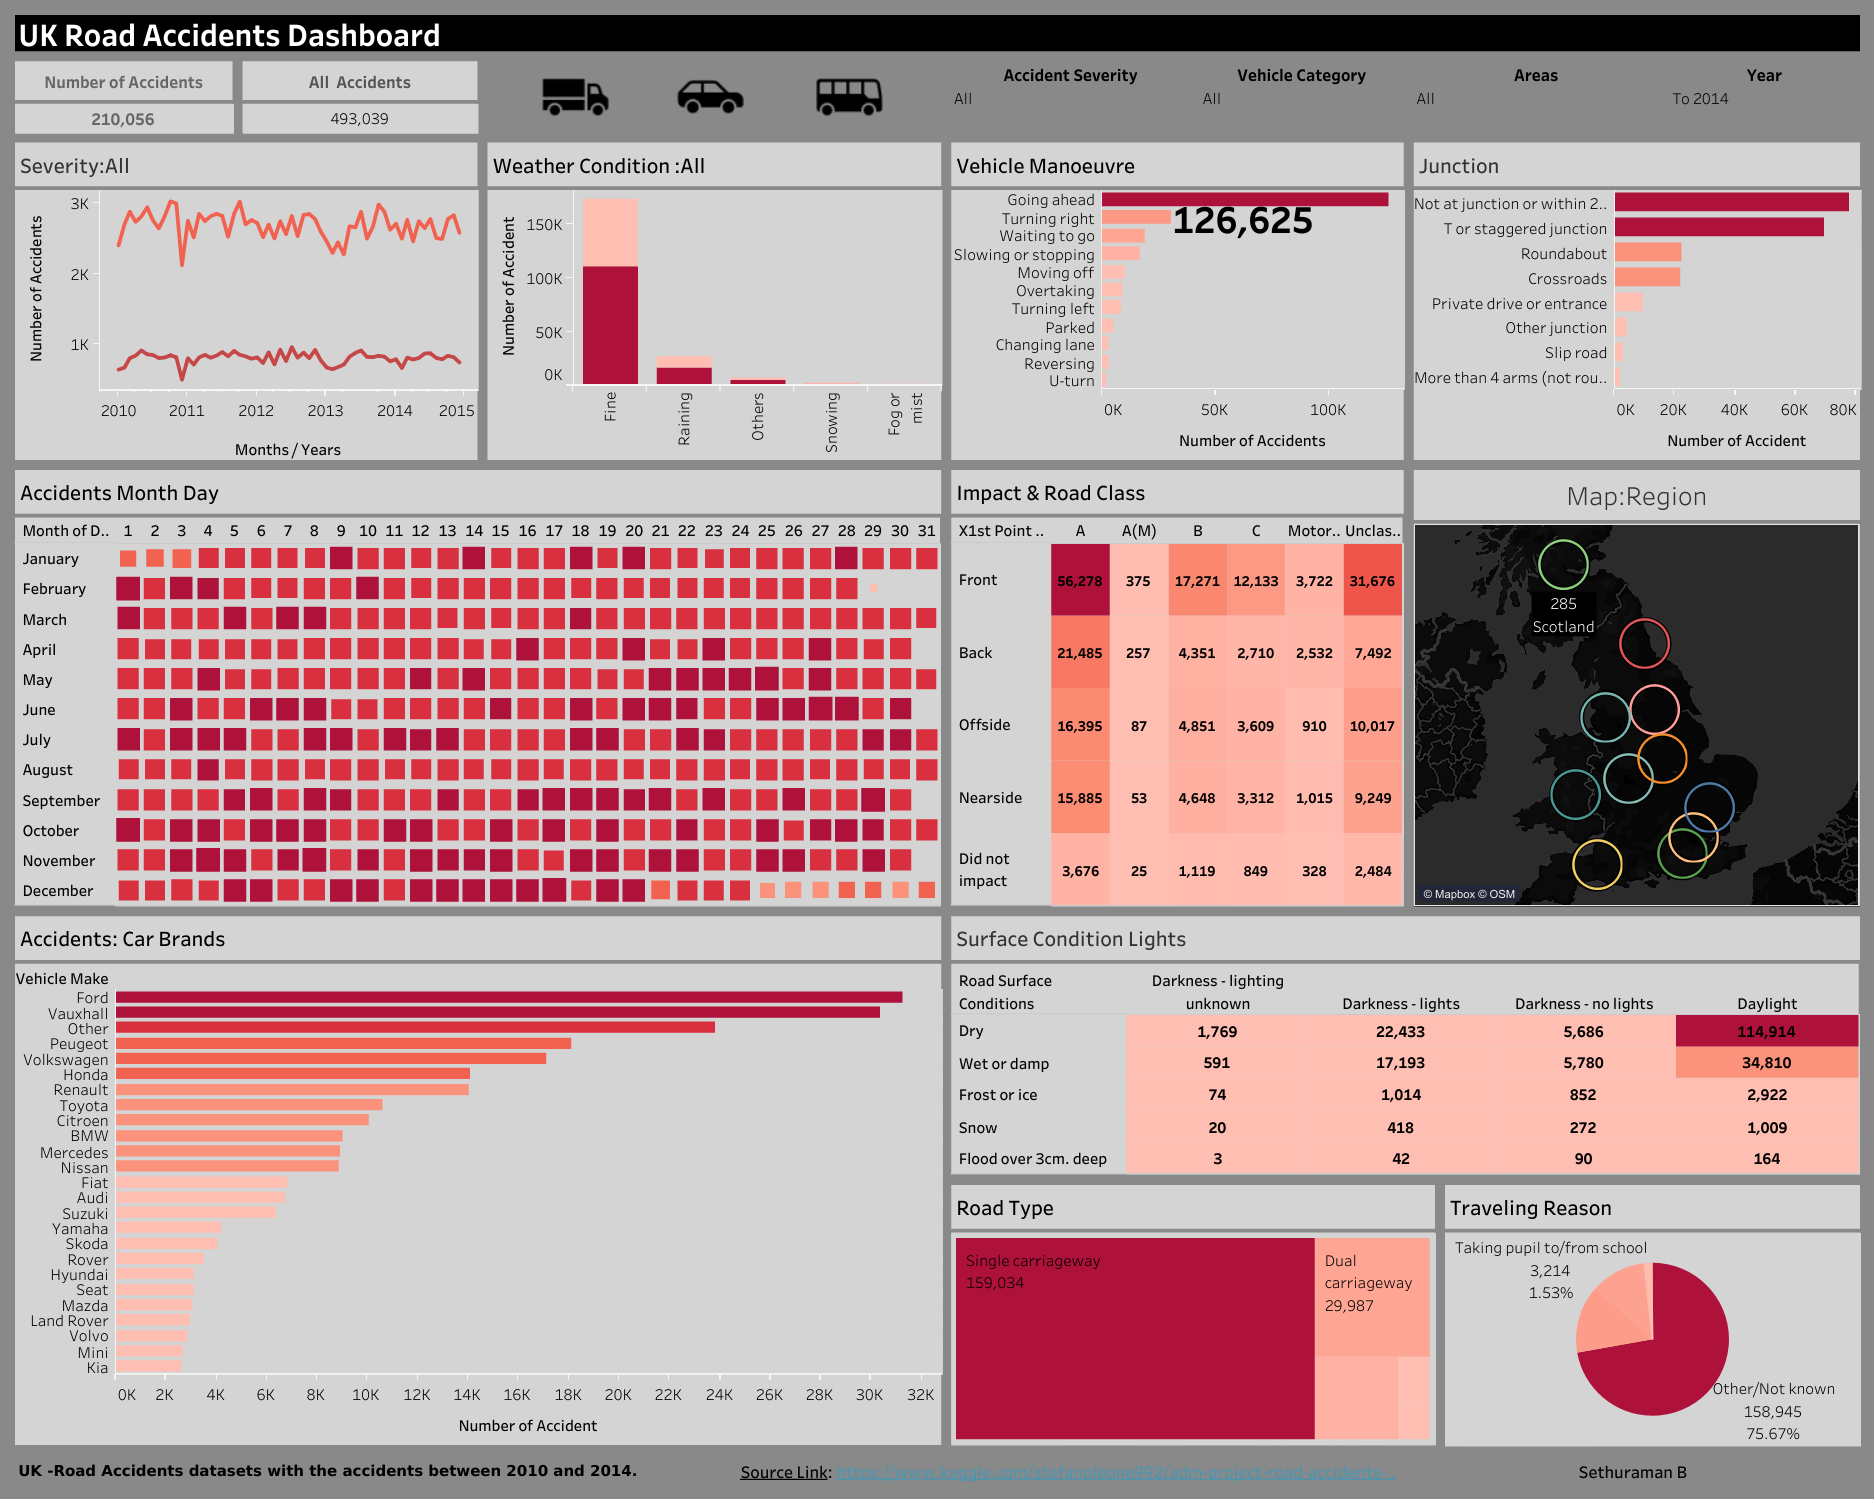 UK Road Accidents Dashboard
Number of Accidents
210,056
All Accidents
493,039
Accident Severity
All
Vehicle Category
All
Areas
All
Year
To 2014
Severity:All
Number of Accidents
3K
2K
1K
2010 2011 2012 2013 2014 2015
Months / Years
Weather Condition :All
Number of Accident
150K
100K
50K
0K
Fine
Raining
Others
Snowing
Fog or
mist
Vehicle Manoeuvre
Going ahead
Turning right
126,625
Waiting to go
Slowing or stopping
Moving off
Overtaking
Turning left
Parked
Changing lane
Reversing
U-turn
0K 50K 100K
Number of Accidents
Junction
Not at junction or within 2..
T or staggered junction
Roundabout
Crossroads
Private drive or entrance
Other junction
Slip road
More than 4 arms (not rou..
0K 20K 40K 60K 80K
Number of Accident
Accidents Month Day
Month of D.. 1 2 3 4 5 6 7 8 9 10 11 12 13 14 15 16 17 18 19 20 21 22 23 24 25 26 27 28 29 30 31
January
February
March
April
May
June
July
August
September
October
November
December
Impact & Road Class
X1st Point .. A A(M) B C Motor.. Unclas..
Front 56,278 375 17,271 12,133 3,722 31,676
Back 21,485 257 4,351 2,710 2,532 7,492
Offside 16,395 87 4,851 3,609 910 10,017
Nearside 15,885 53 4,648 3,312 1,015 9,249
Did not
impact 3,676 25 1,119 849 328 2,484
Map:Region
285
Scotland
© Mapbox © OSM
Accidents: Car Brands
Vehicle Make
Ford
Vauxhall
Other
Peugeot
Volkswagen
Honda
Renault
Toyota
Citroen
BMW
Mercedes
Nissan
Fiat
Audi
Suzuki
Yamaha
Skoda
Rover
Hyundai
Seat
Mazda
Land Rover
Volvo
Mini
Kia
0K 2K 4K 6K 8K 10K 12K 14K 16K 18K 20K 22K 24K 26K 28K 30K 32K
Number of Accident
Surface Condition Lights
Road Surface
Conditions
Darkness - lighting
unknown Darkness - lights Darkness - no lights Daylight
Dry 1,769 22,433 5,686 114,914
Wet or damp 591 17,193 5,780 34,810
Frost or ice 74 1,014 852 2,922
Snow 20 418 272 1,009
Flood over 3cm. deep 3 42 90 164
Road Type
Single carriageway
159,034
Dual
carriageway
29,987
Traveling Reason
Taking pupil to/from school
3,214
1.53%
Other/Not known
158,945
75.67%
UK -Road Accidents datasets with the accidents between 2010 and 2014.
Source Link: https://www.kaggle.com/stefanoleone992/adm-project-road-accidents-...
Sethuraman B